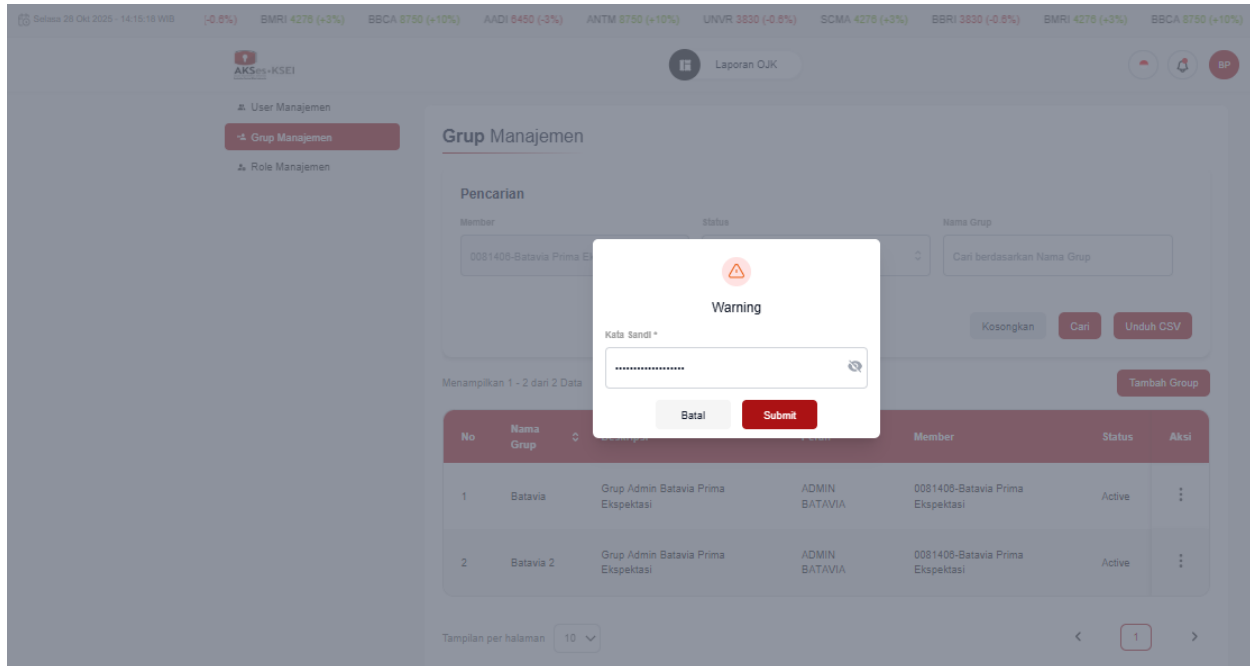 Selasa 28 Okt 2025 - 14:15:16 WIB (-0.6%) BMRI 4276 (+3%) BBCA 8750 (+10%) AADI 8450 (-3%) ANTM 8750 (+10%) UNVR 3830 (-0.6%) SCMA 4276 (+3%) BBRI 3830 (-0.6%) BMRI 4276 (+3%) BBCA 8750 (+10%)
AKSes-KSEI
Laporan OJK
BP
User Manajemen
Grup Manajemen
Role Manajemen
Grup Manajemen
Pencarian
Member Status Nama Grup
0081406-Batavia Prima Cari berdasarkan Nama Grup
Warning
Kata Sandi *
Kosongkan Cari Unduh CSV
Batal Submit
Menampilkan 1 - 2 dari 2 Data
Tambah Group
No Nama Grup Member Status Aksi
1 Batavia Grup Admin Batavia Prima Ekspektasi ADMIN BATAVIA 0081406-Batavia Prima Ekspektasi Active
2 Batavia 2 Grup Admin Batavia Prima Ekspektasi ADMIN BATAVIA 0081406-Batavia Prima Ekspektasi Active
Tampilan per halaman 10
1